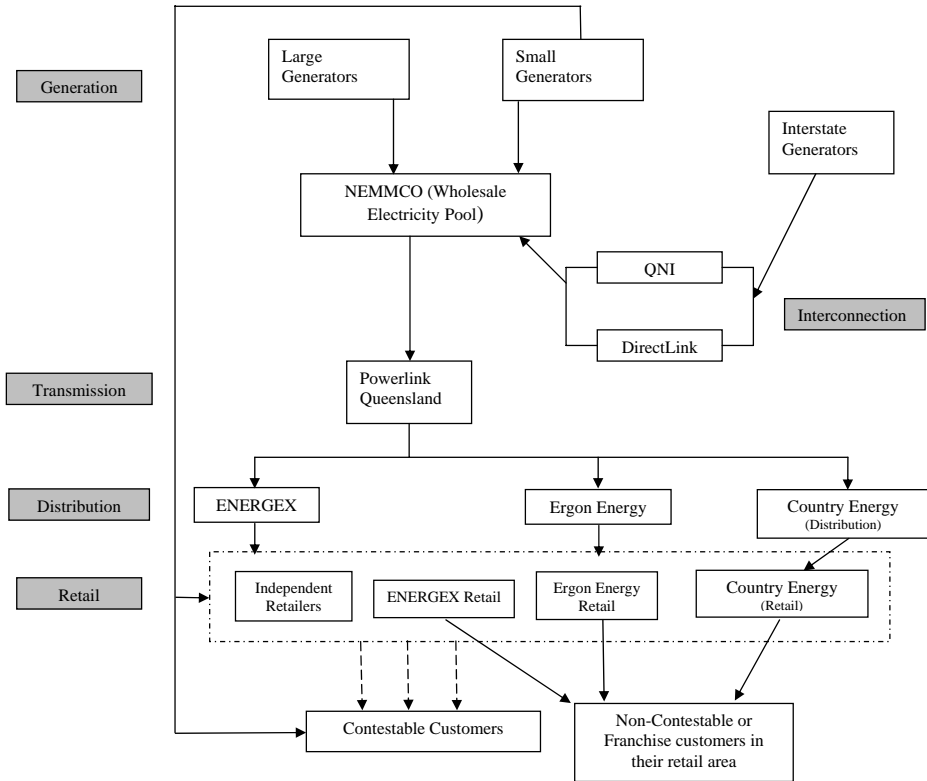 Large
Generators
Small
Generators
Generation
Interstate
Generators
NEMMCO (Wholesale
Electricity Pool)
QNI
Interconnection
DirectLink
Powerlink
Queensland
Transmission
Distribution
ENERGEX
Ergon Energy
Country Energy
(Distribution)
Retail
Independent
Retailers
ENERGEX Retail
Ergon Energy
Retail
Country Energy
(Retail)
Contestable Customers
Non-Contestable or
Franchise customers in
their retail area